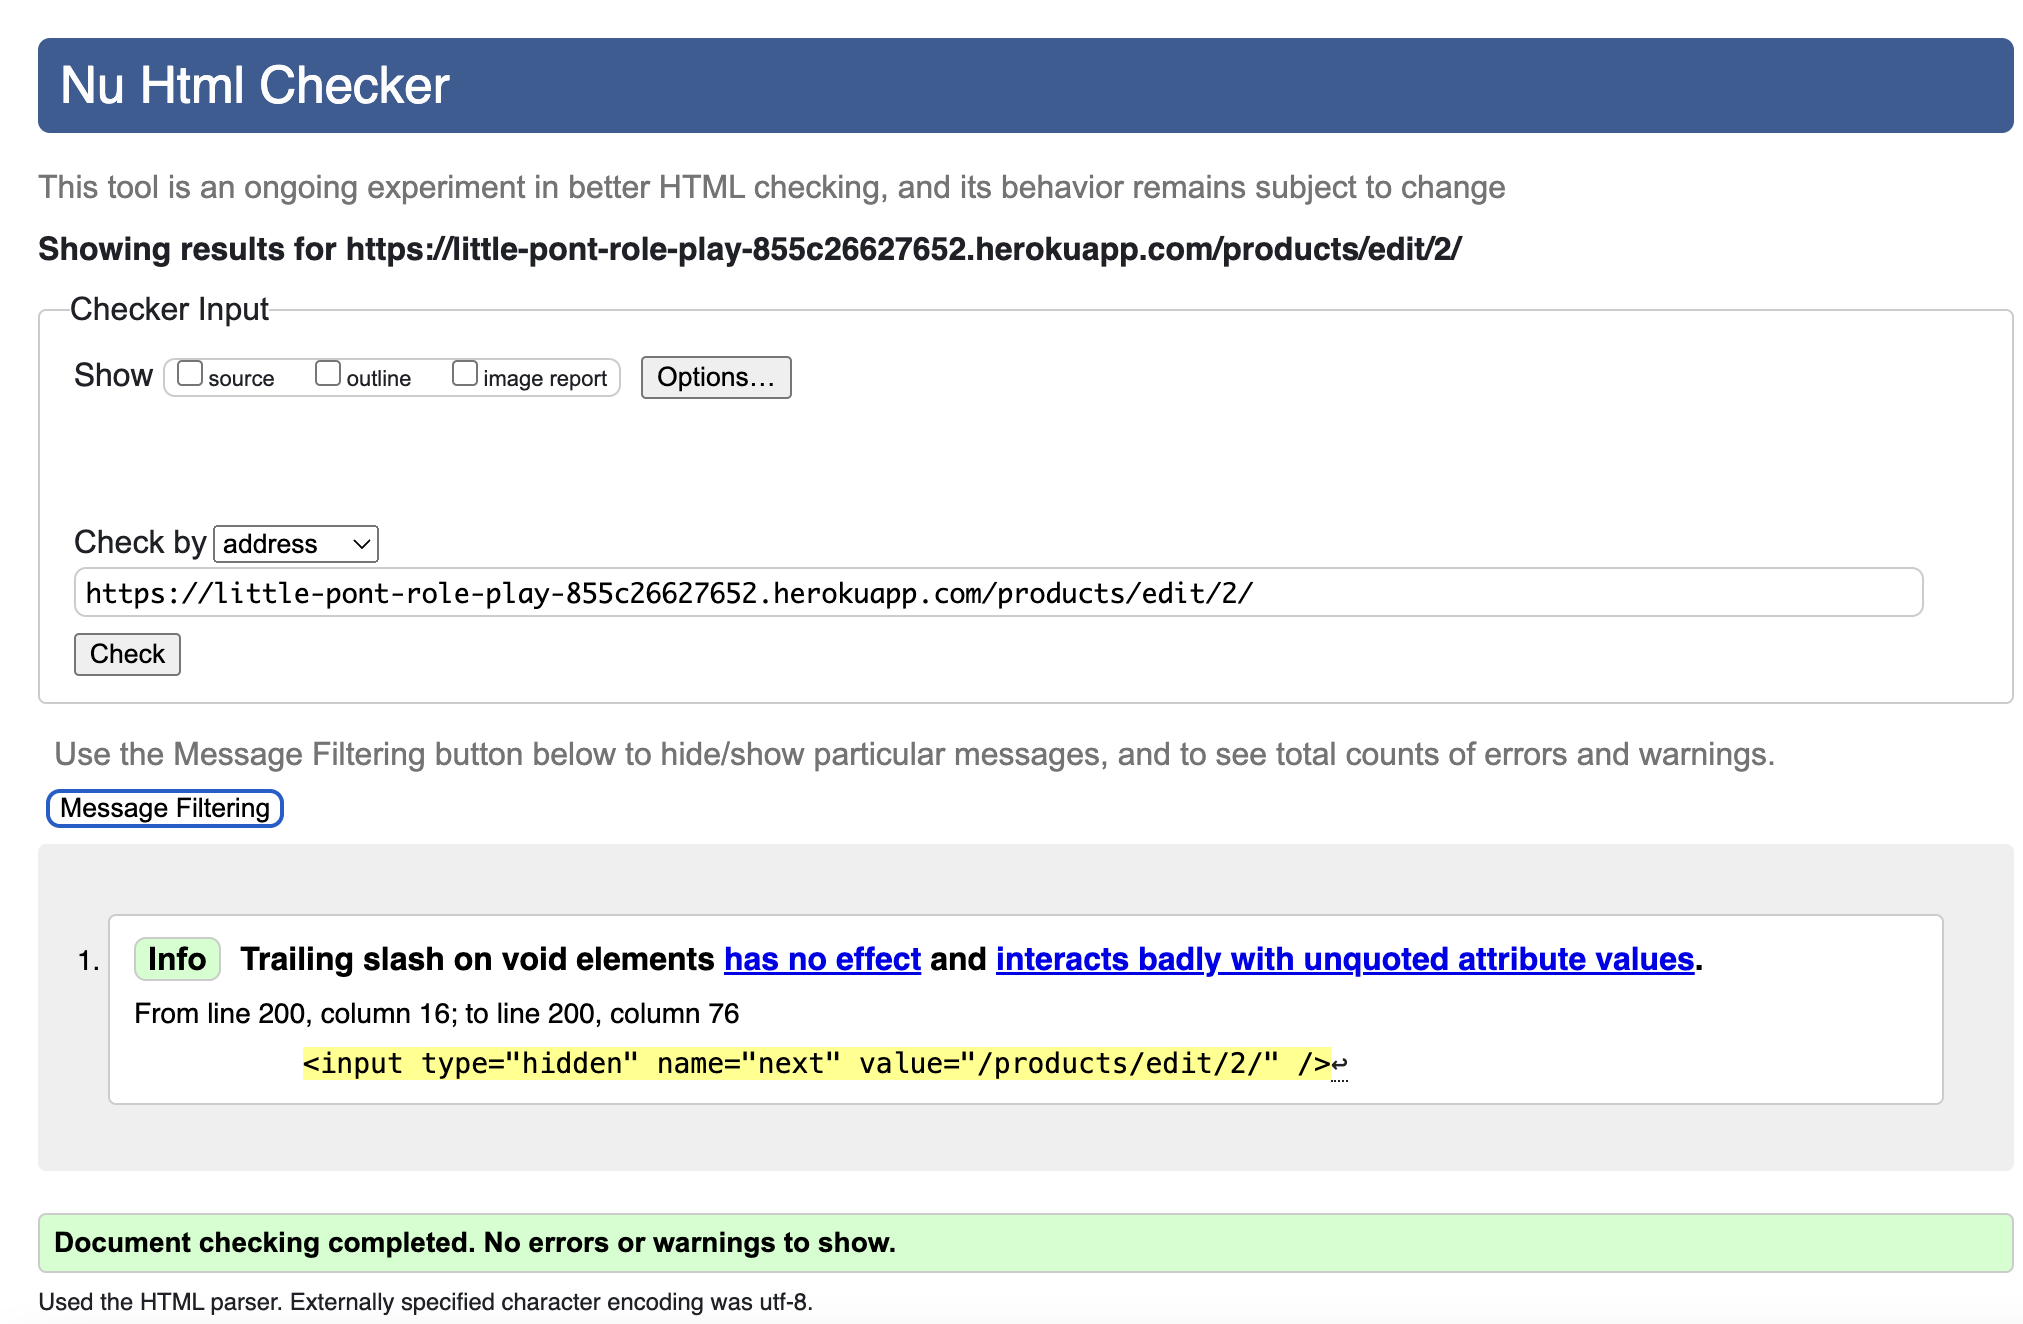 Nu Html Checker
This tool is an ongoing experiment in better HTML checking, and its behavior remains subject to change
Showing results for https://little-pont-role-play-855c26627652.herokuapp.com/products/edit/2/
Checker Input
Show source outline image report Options...
Check by address
https://little-pont-role-play-855c26627652.herokuapp.com/products/edit/2/
Check
Use the Message Filtering button below to hide/show particular messages, and to see total counts of errors and warnings.
Message Filtering
1. Info Trailing slash on void elements has no effect and interacts badly with unquoted attribute values.
From line 200, column 16; to line 200, column 76
<input type="hidden" name="next" value="/products/edit/2/" />↩
Document checking completed. No errors or warnings to show.
Used the HTML parser. Externally specified character encoding was utf-8.